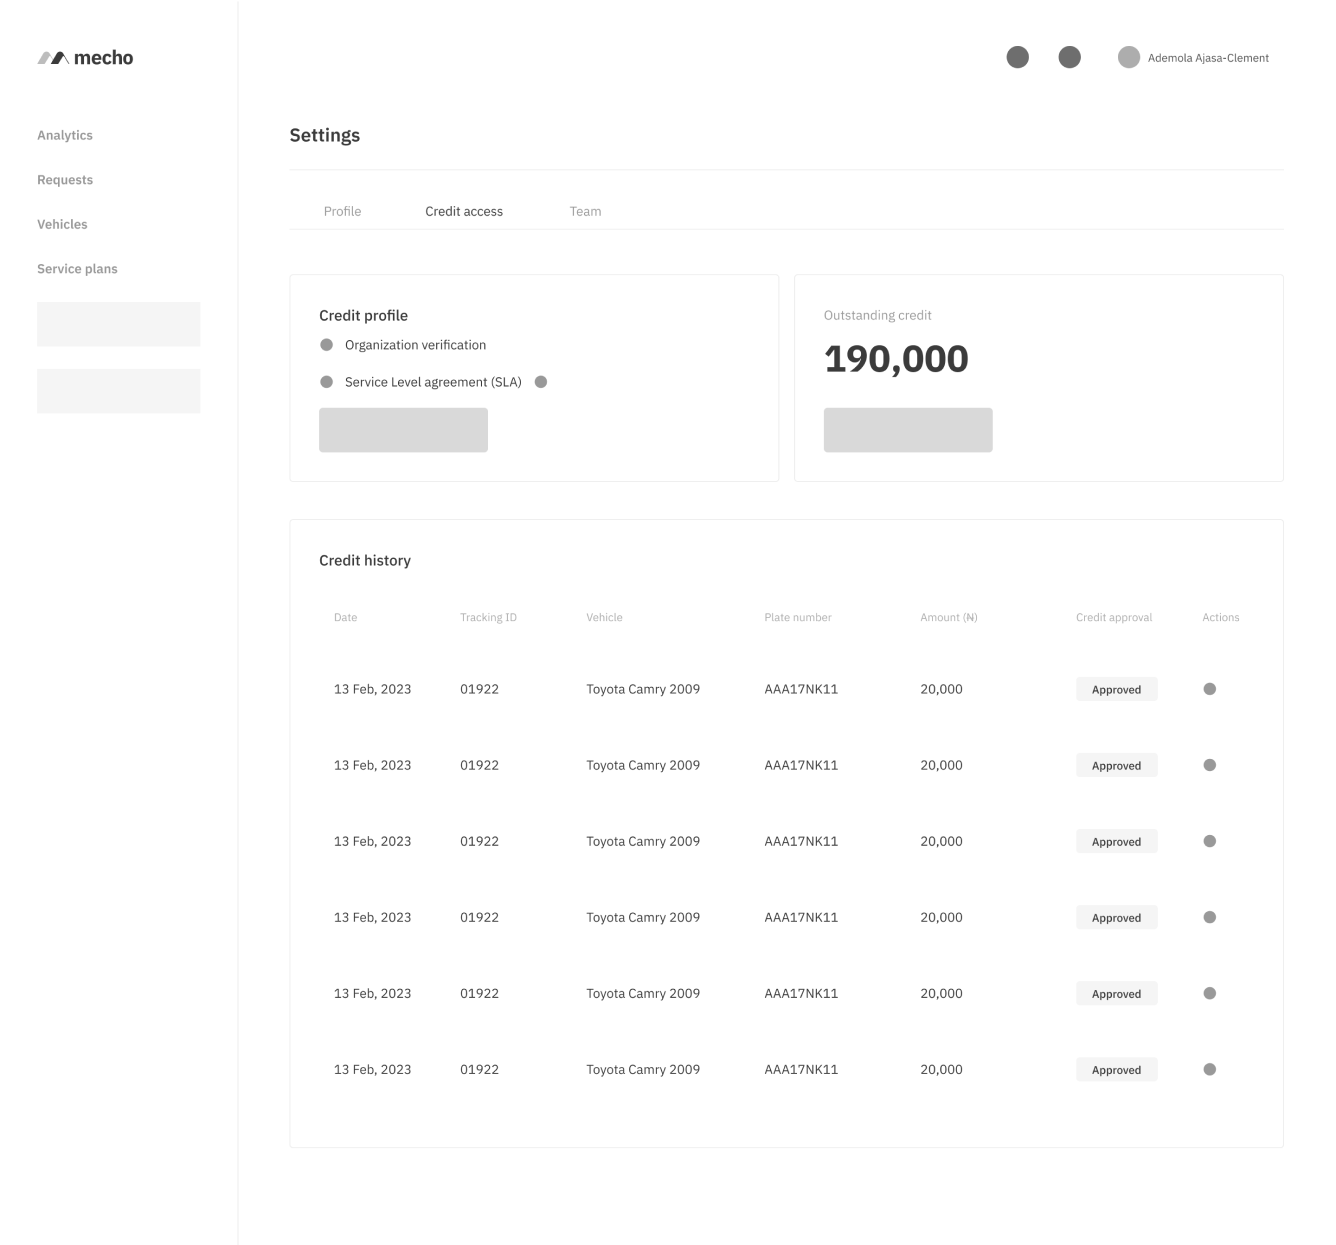 mecho
Ademola Ajasa-Clement
Analytics
Requests
Vehicles
Service plans
Settings
Profile Credit access Team
Credit profile
Organization verification
Service Level agreement (SLA)
Outstanding credit
190,000
Credit history
Date Tracking ID Vehicle Plate number Amount (₦) Credit approval Actions
13 Feb, 2023 01922 Toyota Camry 2009 AAA17NK11 20,000 Approved
13 Feb, 2023 01922 Toyota Camry 2009 AAA17NK11 20,000 Approved
13 Feb, 2023 01922 Toyota Camry 2009 AAA17NK11 20,000 Approved
13 Feb, 2023 01922 Toyota Camry 2009 AAA17NK11 20,000 Approved
13 Feb, 2023 01922 Toyota Camry 2009 AAA17NK11 20,000 Approved
13 Feb, 2023 01922 Toyota Camry 2009 AAA17NK11 20,000 Approved